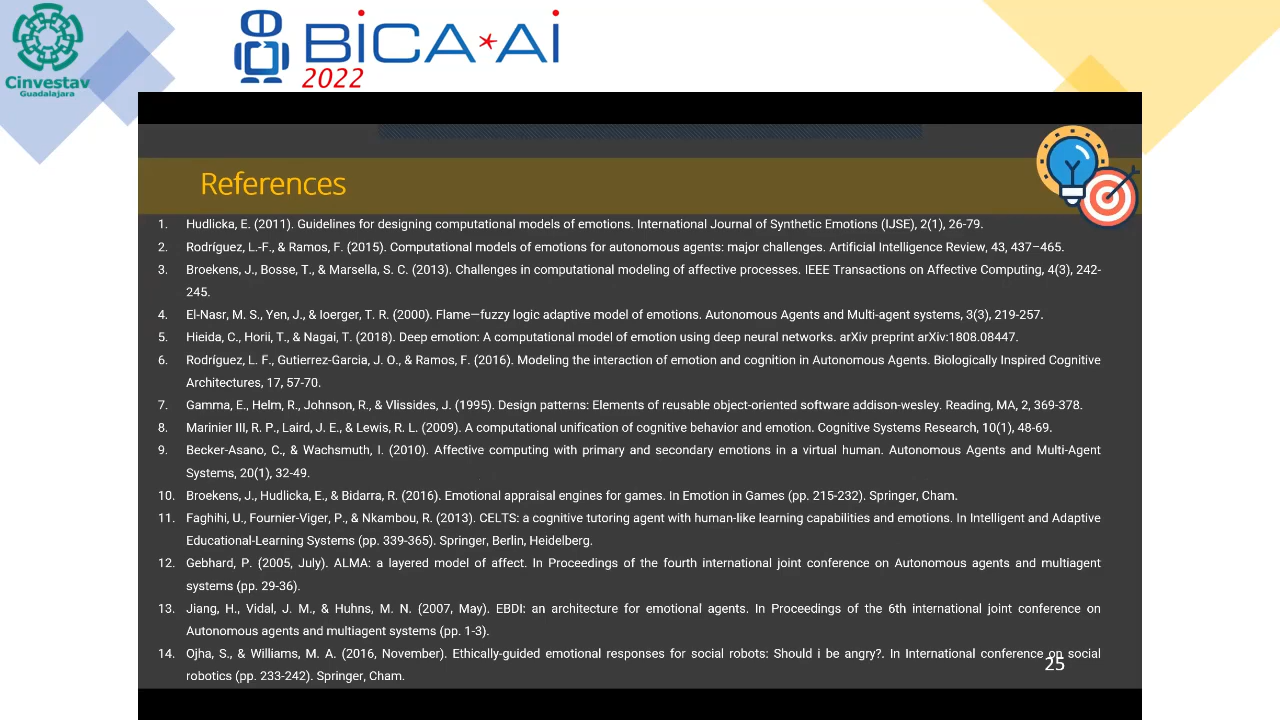 Cinvestav
Guadalajara
BiCA*Ai
2022
References
1. Hudlicka, E. (2011). Guidelines for designing computational models of emotions. International Journal of Synthetic Emotions (IJSE), 2(1), 26-79.
2. Rodríguez, L.-F., & Ramos, F. (2015). Computational models of emotions for autonomous agents: major challenges. Artificial Intelligence Review, 43, 437–465.
3. Broekens, J., Bosse, T., & Marsella, S. C. (2013). Challenges in computational modeling of affective processes. IEEE Transactions on Affective Computing, 4(3), 242-
245.
4. El-Nasr, M. S., Yen, J., & Ioerger, T. R. (2000). Flame—fuzzy logic adaptive model of emotions. Autonomous Agents and Multi-agent systems, 3(3), 219-257.
5. Hieida, C., Horii, T., & Nagai, T. (2018). Deep emotion: A computational model of emotion using deep neural networks. arXiv preprint arXiv:1808.08447.
6. Rodríguez, L. F., Gutierrez-Garcia, J. O., & Ramos, F. (2016). Modeling the interaction of emotion and cognition in Autonomous Agents. Biologically Inspired Cognitive
Architectures, 17, 57-70.
7. Gamma, E., Helm, R., Johnson, R., & Vlissides, J. (1995). Design patterns: Elements of reusable object-oriented software addison-wesley. Reading, MA, 2, 369-378.
8. Marinier III, R. P., Laird, J. E., & Lewis, R. L. (2009). A computational unification of cognitive behavior and emotion. Cognitive Systems Research, 10(1), 48-69.
9. Becker-Asano, C., & Wachsmuth, I. (2010). Affective computing with primary and secondary emotions in a virtual human. Autonomous Agents and Multi-Agent
Systems, 20(1), 32-49.
10. Broekens, J., Hudlicka, E., & Bidarra, R. (2016). Emotional appraisal engines for games. In Emotion in Games (pp. 215-232). Springer, Cham.
11. Faghihi, U., Fournier-Viger, P., & Nkambou, R. (2013). CELTS: a cognitive tutoring agent with human-like learning capabilities and emotions. In Intelligent and Adaptive
Educational-Learning Systems (pp. 339-365). Springer, Berlin, Heidelberg.
12. Gebhard, P. (2005, July). ALMA: a layered model of affect. In Proceedings of the fourth international joint conference on Autonomous agents and multiagent
systems (pp. 29-36).
13. Jiang, H., Vidal, J. M., & Huhns, M. N. (2007, May). EBDI: an architecture for emotional agents. In Proceedings of the 6th international joint conference on
Autonomous agents and multiagent systems (pp. 1-3).
14. Ojha, S., & Williams, M. A. (2016, November). Ethically-guided emotional responses for social robots: Should i be angry?. In International conference on social
robotics (pp. 233-242). Springer, Cham.
25